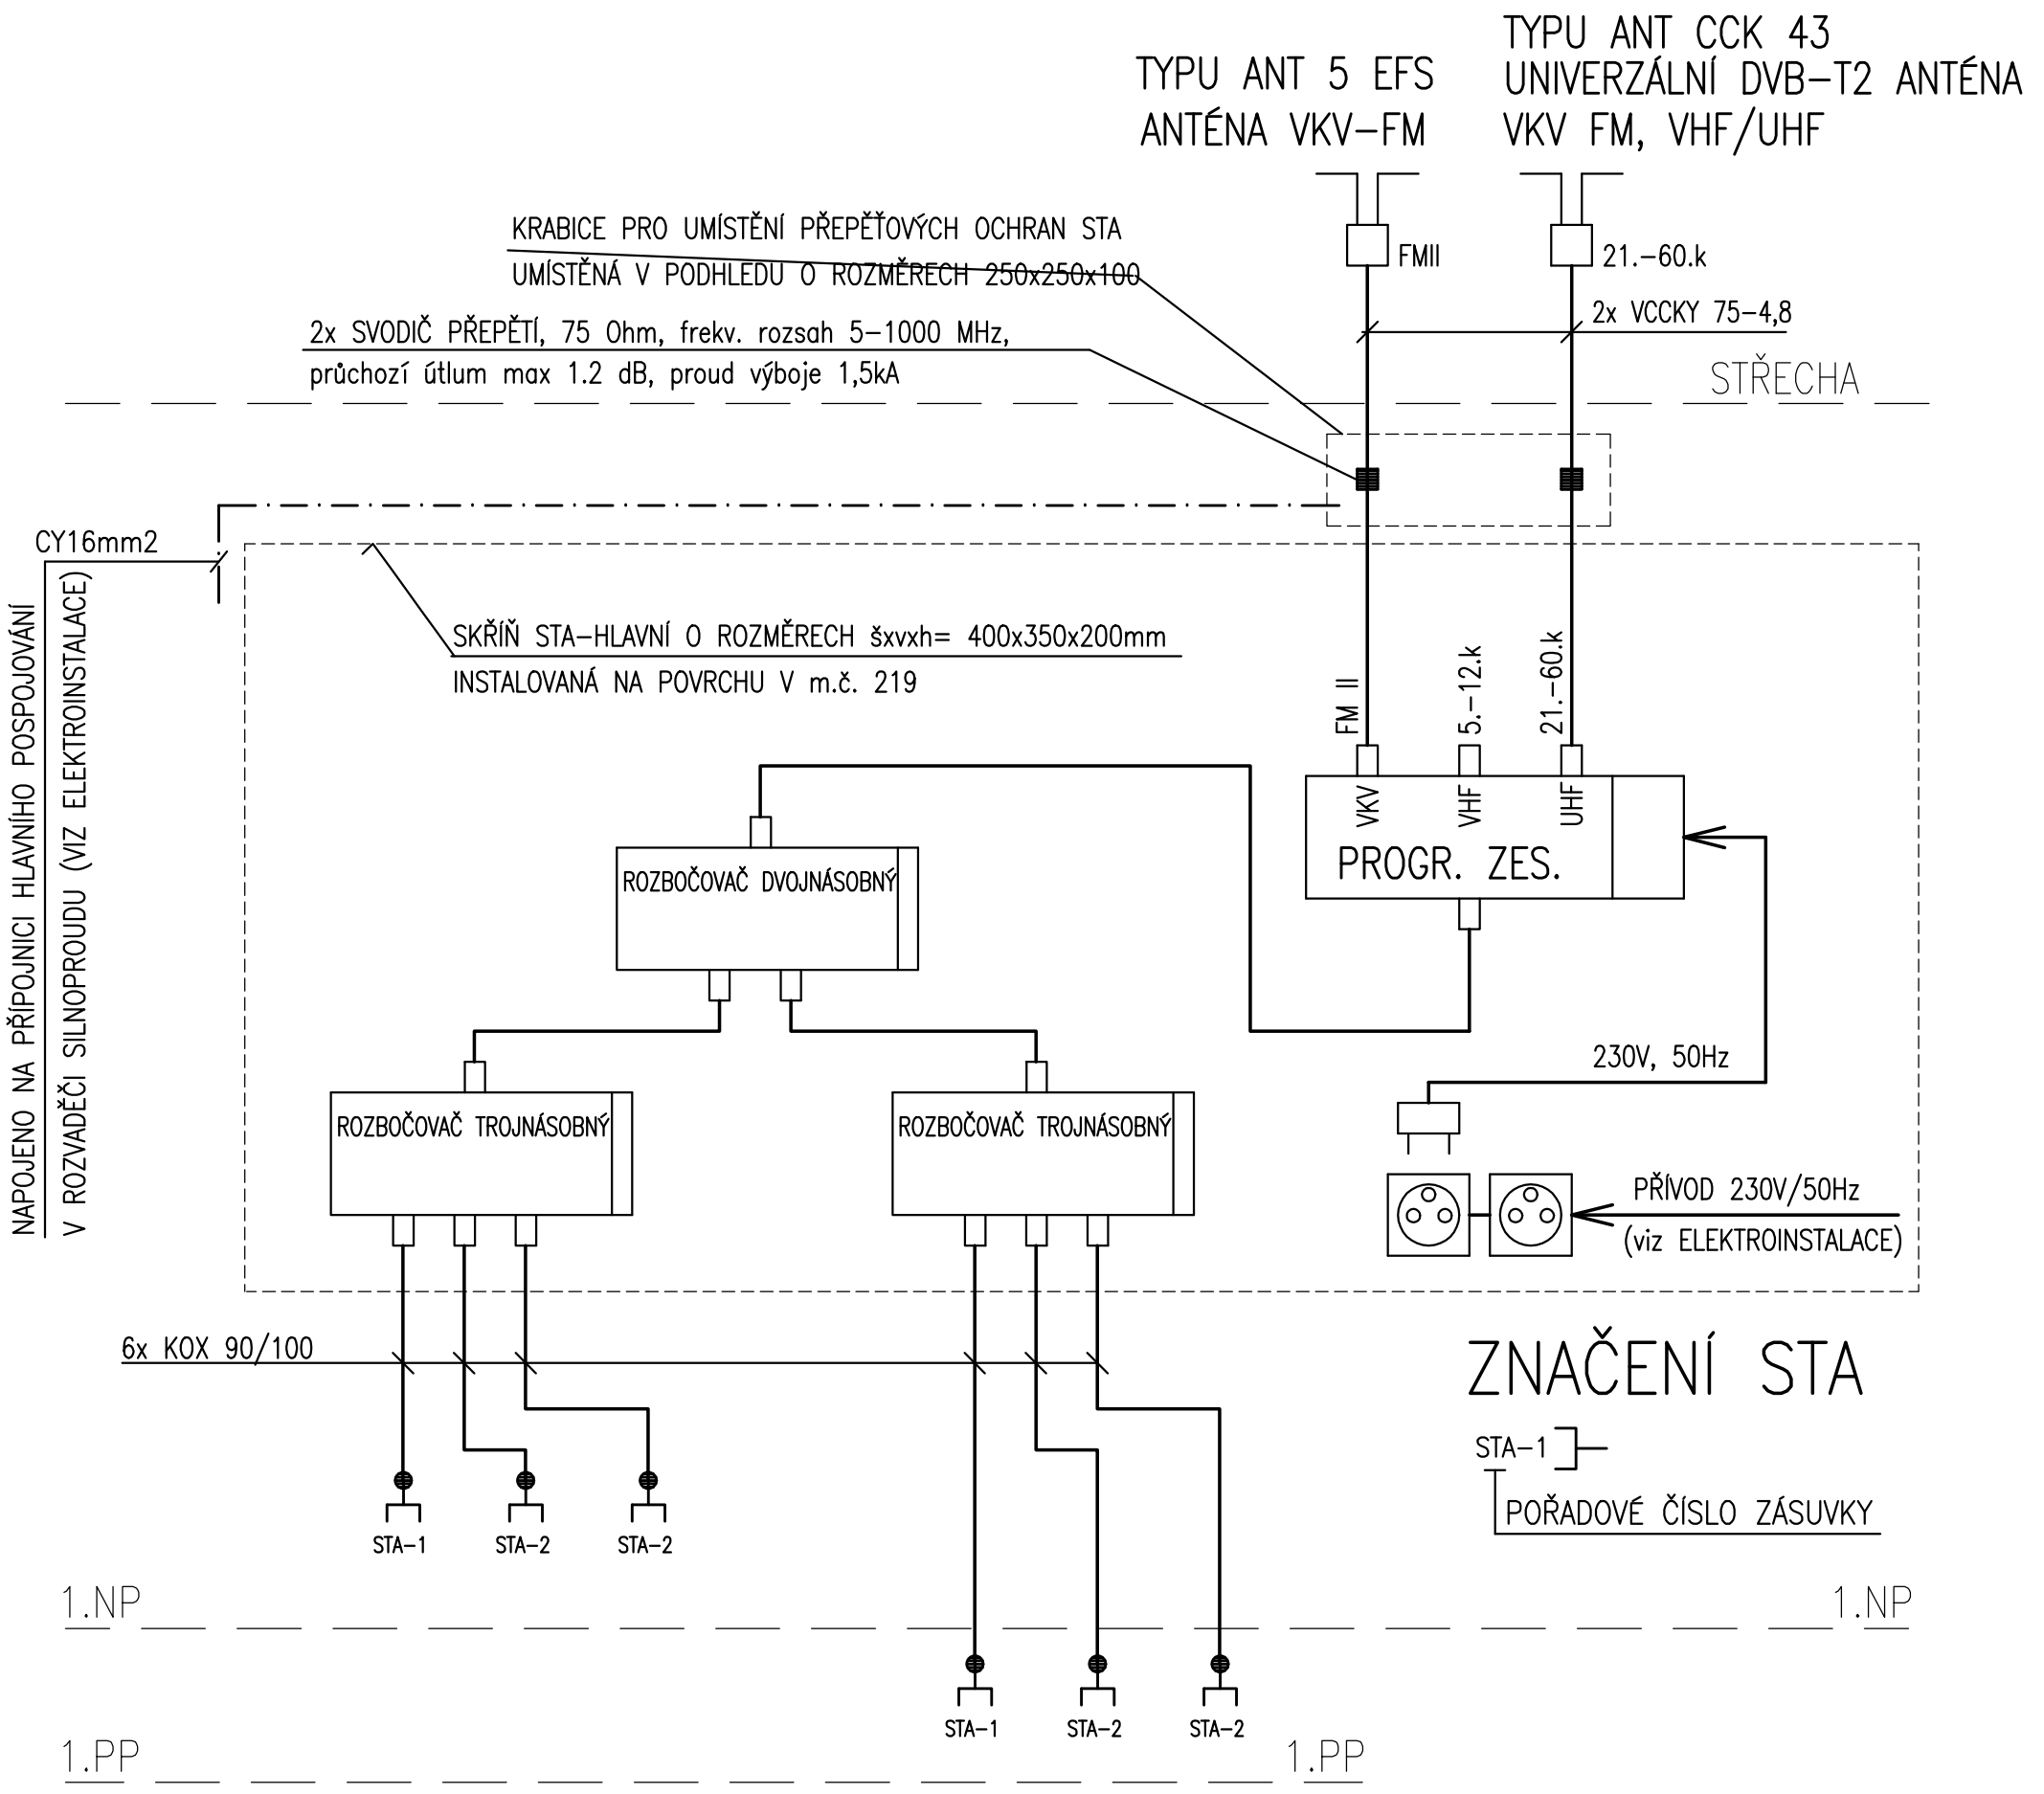 TYPU ANT 5 EFS
ANTÉNA VKV-FM
TYPU ANT CCK 43
UNIVERZÁLNÍ DVB-T2 ANTÉNA
VKV FM, VHF/UHF
KRABICE PRO UMÍSTĚNÍ PŘEPĚŤOVÝCH OCHRAN STA
UMÍSTĚNÁ V PODHLEDU O ROZMĚRECH 250x250x100
FMII
21.-60.k
2x VCCKY 75-4,8
2x SVODIČ PŘEPĚTÍ, 75 Ohm, frekv. rozsah 5-1000 MHz,
průchozí útlum max 1.2 dB, proud výboje 1,5kA
STŘECHA
CY16mm2
NAPOJENO NA PŘÍPOJNICI HLAVNÍHO POSPOJOVÁNÍ
V ROZVADĚČI SILNOPROUDU (VIZ ELEKTROINSTALACE)
SKŘÍŇ STA-HLAVNÍ O ROZMĚRECH šxvxh= 400x350x200mm
INSTALOVANÁ NA POVRCHU V m.č. 219
FM II
5.-12.k
21.-60.k
VKV
VHF
UHF
PROGR. ZES.
ROZBOČOVAČ DVOJNÁSOBNÝ
230V, 50Hz
ROZBOČOVAČ TROJNÁSOBNÝ
ROZBOČOVAČ TROJNÁSOBNÝ
PŘÍVOD 230V/50Hz
(viz ELEKTROINSTALACE)
6x KOX 90/100
ZNAČENÍ STA
STA-1
POŘADOVÉ ČÍSLO ZÁSUVKY
STA-1
STA-2
STA-2
1.NP
1.NP
STA-1
STA-2
STA-2
1.PP
1.PP